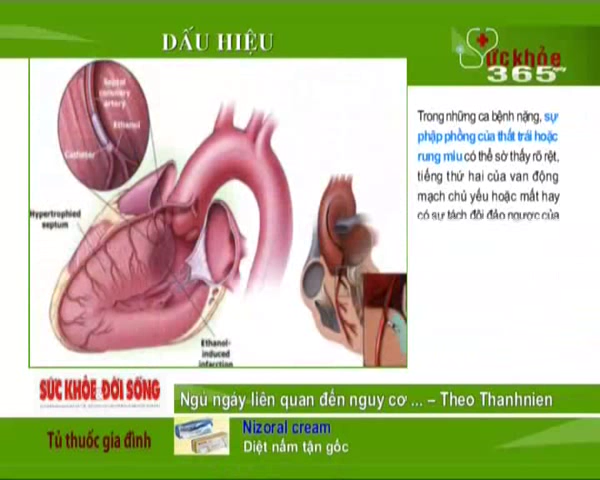 DẤU HIỆU
sức khỏe
365 ngày
Septal
coronary
artery
Ethanol
Catheter
Hypertrophied
septum
Ethanol-
induced
infarction
Trong những ca bệnh nặng, sự
phập phồng của thất trái hoặc
rung miu có thể sờ thấy rõ rệt,
tiếng thứ hai của van động
mạch chủ yếu hoặc mất hay
có sự tách đôi đảo ngược của
SỨC KHỎE & ĐỜI SỐNG
Ngủ ngáy liên quan đến nguy cơ ... – Theo Thanhnien
Tủ thuốc gia đình
Nizoral cream
Diệt nấm tận gốc